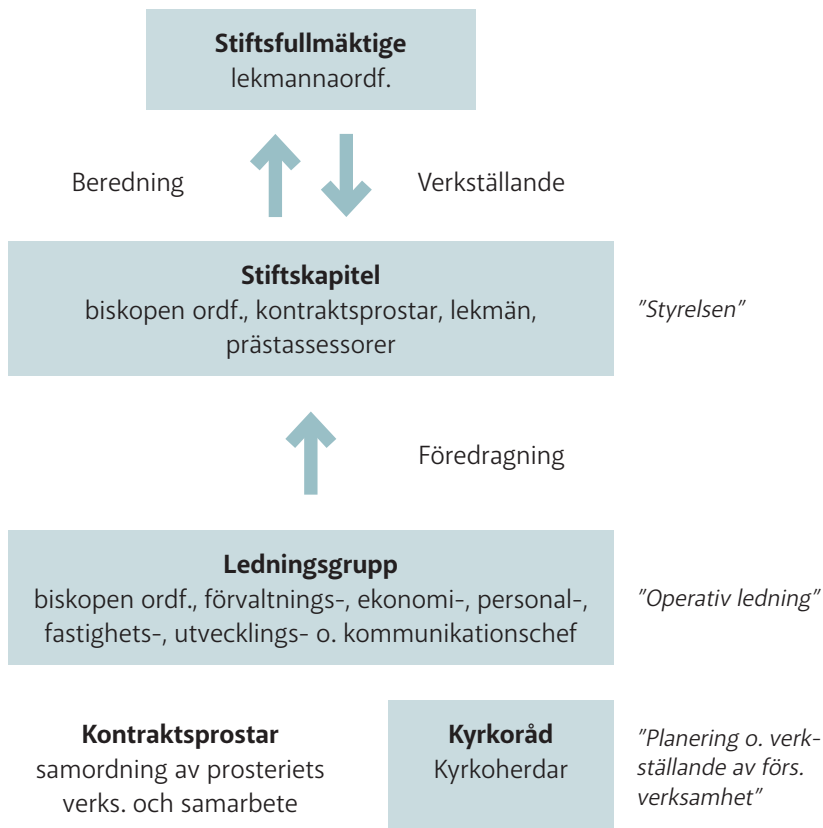 Stiftsfullmäktige
lekmannaordf.
Beredning
Verkställande
Stiftskapitel
biskopen ordf., kontraktsprostar, lekmän,
prästassessorer
”Styrelsen”
Föredragning
Ledningsgrupp
biskopen ordf., förvaltnings-, ekonomi-, personal-,
fastighets-, utvecklings- o. kommunikationschef
”Operativ ledning”
Kontraktsprostar
samordning av prosteriets
verks. och samarbete
Kyrkoråd
Kyrkoherdar
”Planering o. verk-
ställande av förs.
verksamhet”